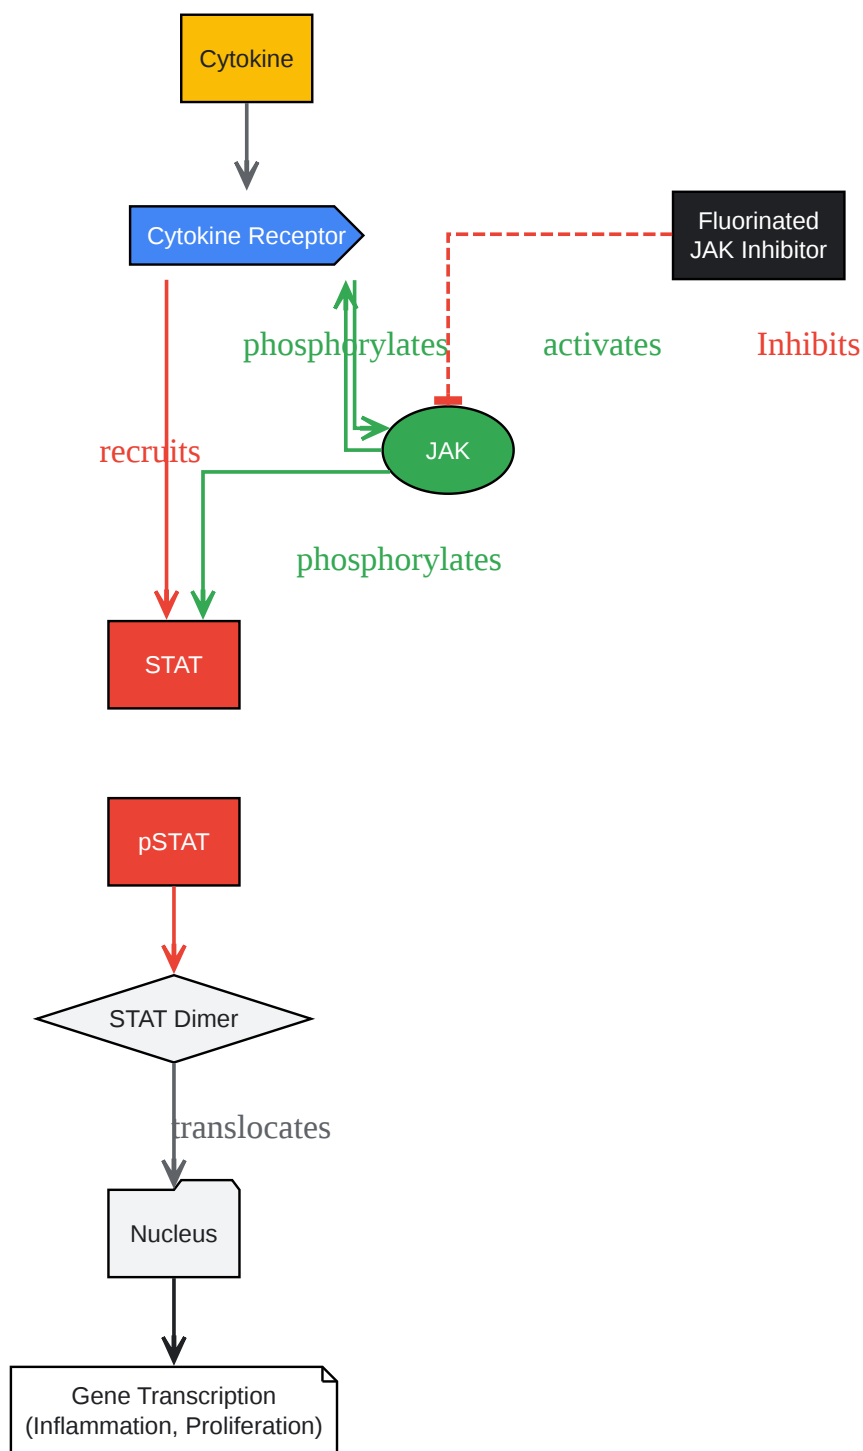 Cytokine
Cytokine Receptor
Fluorinated
JAK Inhibitor
phosphorylates
activates
Inhibits
recruits
JAK
phosphorylates
STAT
pSTAT
STAT Dimer
translocates
Nucleus
Gene Transcription
(Inflammation, Proliferation)